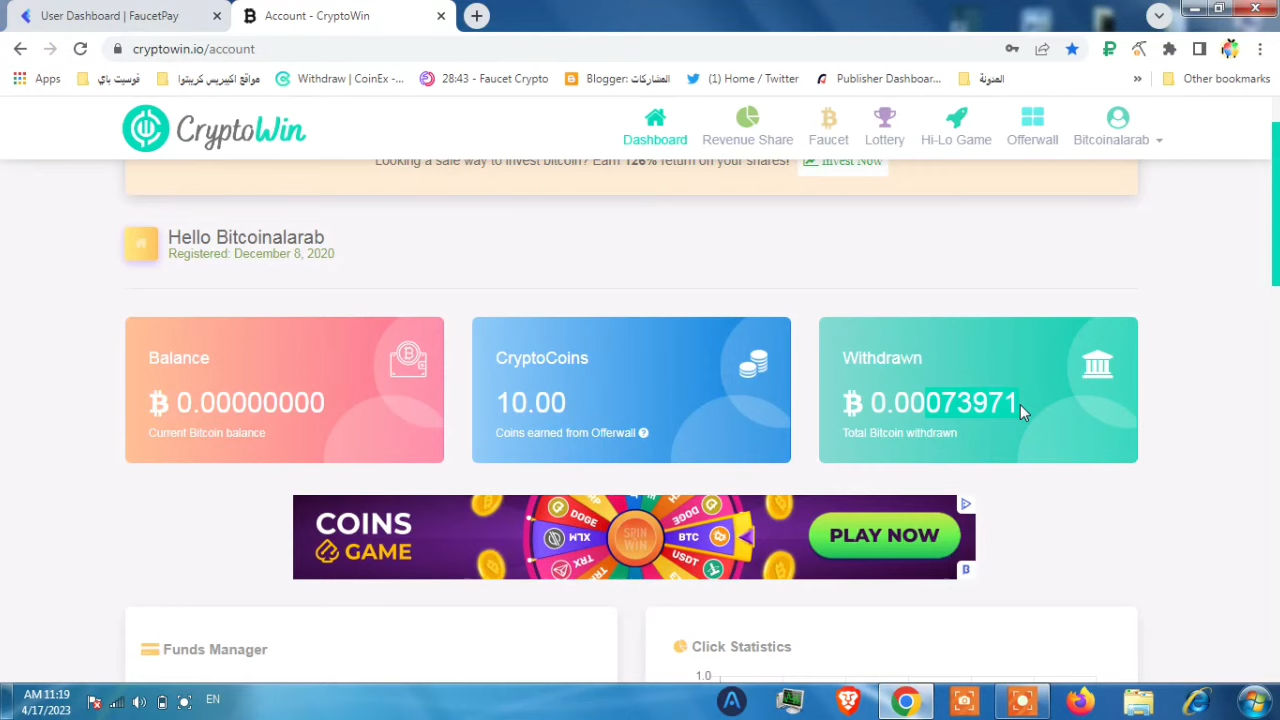 User Dashboard | FaucetPay
Account - CryptoWin
cryptowin.io/account
Apps
فوسيت باي
مواقع اكبيريس كريبتوا
Withdraw | CoinEx -...
28:43 - Faucet Crypto
Blogger: المشاركات
(1) Home / Twitter
Publisher Dashboar...
المدونة
»
Other bookmarks
CryptoWin
Dashboard
Revenue Share
Faucet
Lottery
Hi-Lo Game
Offerwall
Bitcoinalarab
Looking a safe way to invest bitcoin? Earn 126% return on your shares!
Invest Now
Hello Bitcoinalarab
Registered: December 8, 2020
Balance
0.00000000
Current Bitcoin balance
CryptoCoins
10.00
Coins earned from Offerwall
Withdrawn
0.00073971
Total Bitcoin withdrawn
COINS
GAME
DOGE
XLM
TRX
SPIN
WIN
DOGE
BTC
USDT
PLAY NOW
Funds Manager
Click Statistics
1.0
AM 11:19
4/17/2023
EN